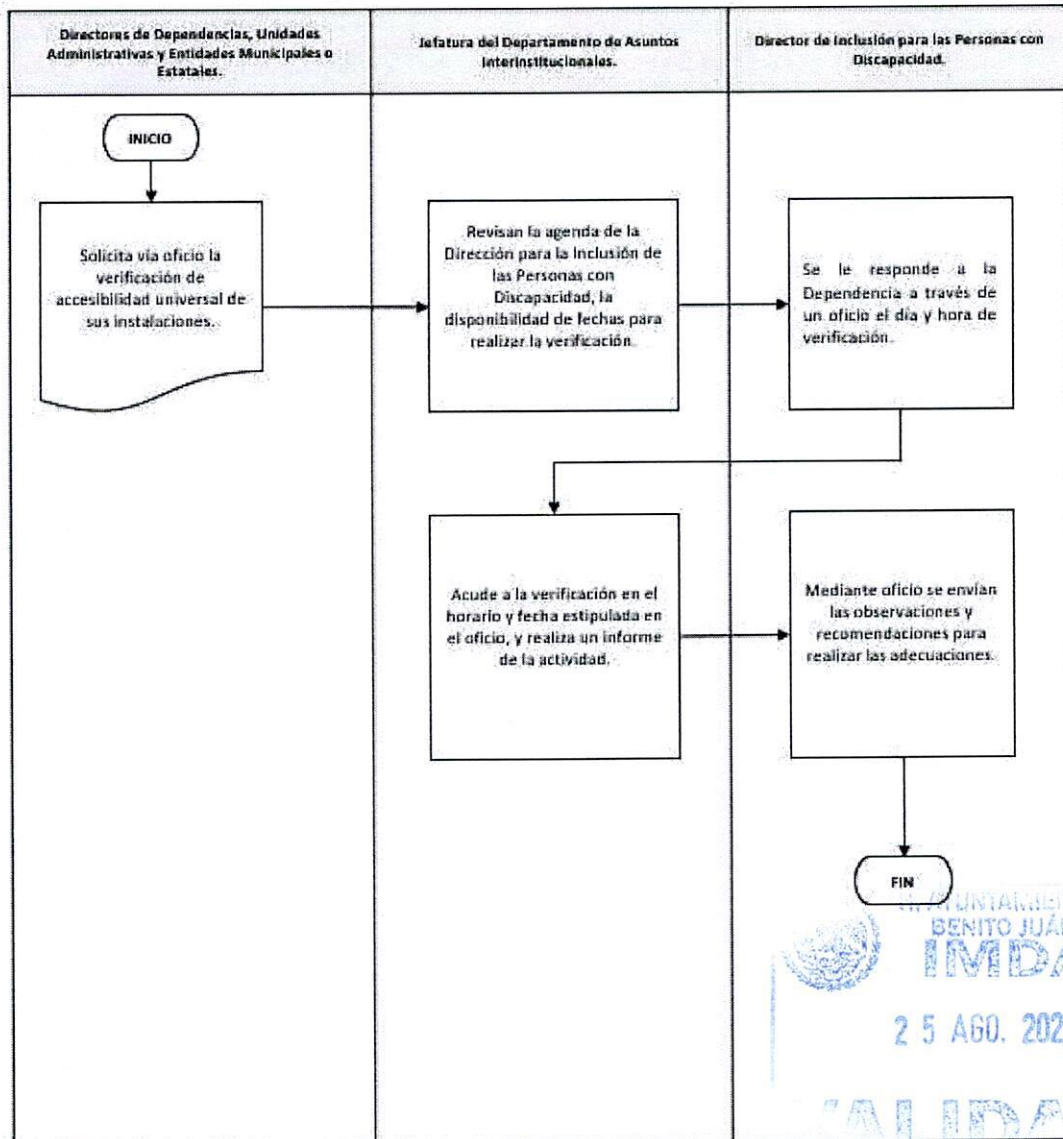 Directores de Dependencias, Unidades
Administrativas y Entidades Municipales o
Estatales.
Jefatura del Departamento de Asuntos
Interinstitucionales.
Director de Inclusión para las Personas con
Discapacidad.
INICIO
Solicita vía oficio la
verificación de
accesibilidad universal de
sus instalaciones.
Revisan la agenda de la
Dirección para la Inclusión de
las Personas con
Discapacidad, la
disponibilidad de fechas para
realizar la verificación.
Se le responde a la
Dependencia a través de
un oficio el día y hora de
verificación.
Acude a la verificación en el
horario y fecha estipulada en
el oficio, y realiza un informe
de la actividad.
Mediante oficio se envían
las observaciones y
recomendaciones para
realizar las adecuaciones.
FIN
BENITO
IMDA
25 AGO. 202